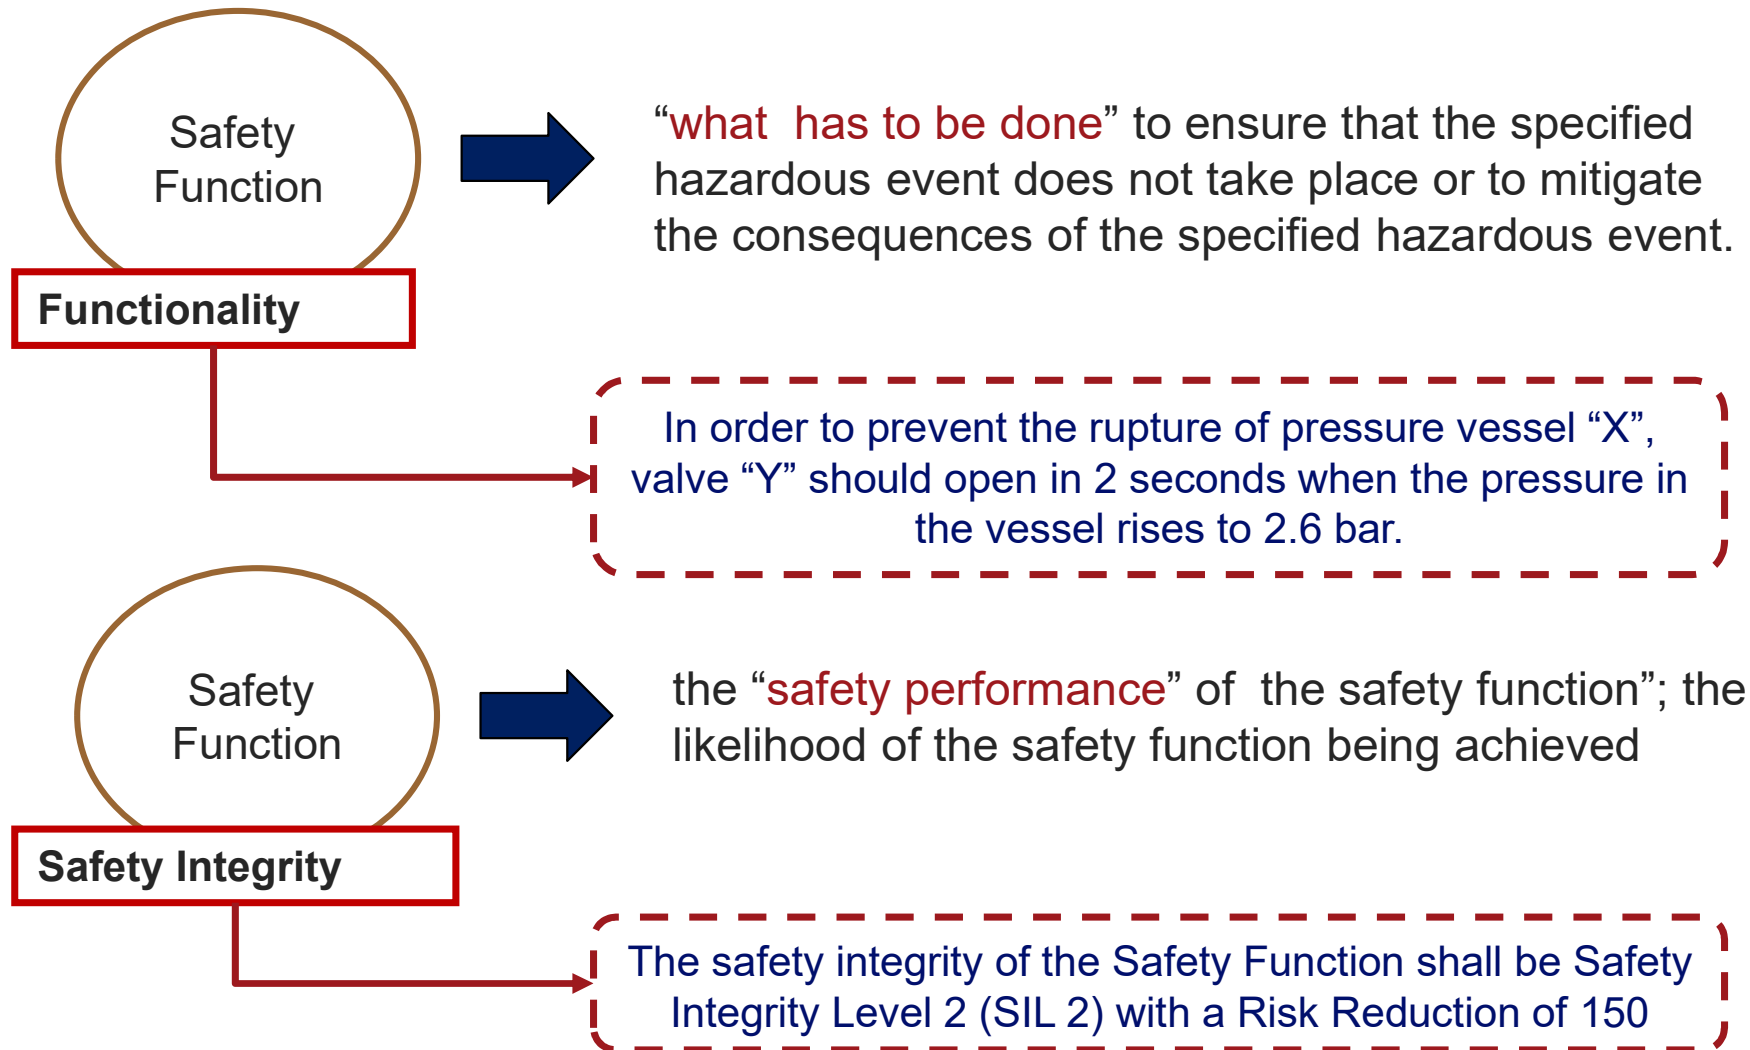 Safety
Function
“what  has to be done” to ensure that the specified
hazardous event does not take place or to mitigate
the consequences of the specified hazardous event.
Functionality
In order to prevent the rupture of pressure vessel “X”,
valve “Y” should open in 2 seconds when the pressure in
the vessel rises to 2.6 bar.
Safety
Function
the “safety performance” of  the safety function”; the
likelihood of the safety function being achieved
Safety Integrity
The safety integrity of the Safety Function shall be Safety
Integrity Level 2 (SIL 2) with a Risk Reduction of 150